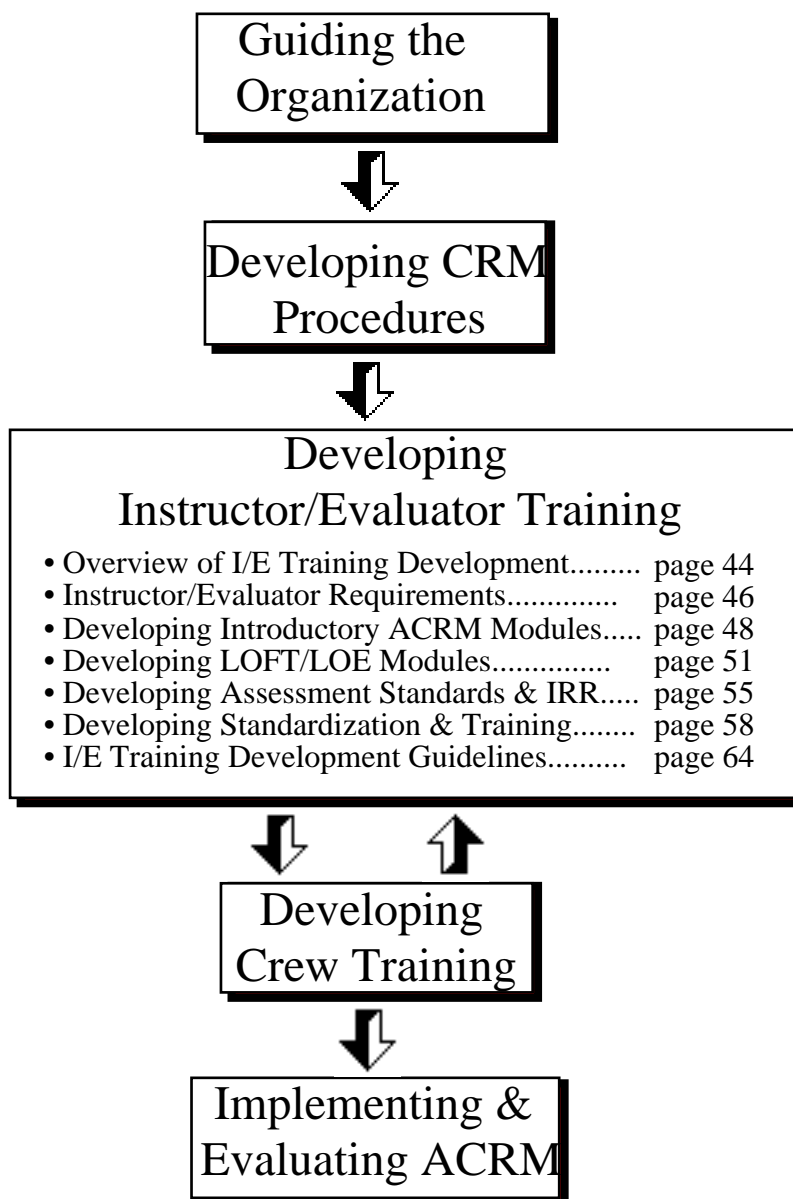 Guiding the
Organization
Developing CRM
Procedures
Developing
Instructor/Evaluator Training
• Overview of I/E Training Development......... page 44
• Instructor/Evaluator Requirements.............. page 46
• Developing Introductory ACRM Modules..... page 48
• Developing LOFT/LOE Modules............... page 51
• Developing Assessment Standards & IRR..... page 55
• Developing Standardization & Training........ page 58
• I/E Training Development Guidelines.......... page 64
Developing
Crew Training
Implementing &
Evaluating ACRM